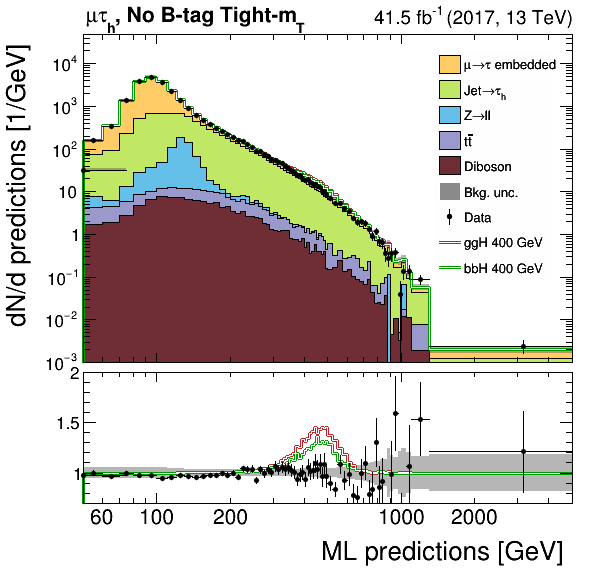 μτh, No B-tag Tight-mT
41.5 fb-1 (2017, 13 TeV)
dN/d predictions [1/GeV]
10^4
10^3
10^2
10
1
10^-1
10^-2
10^-3
μ→τ embedded
Jet→τh
Z→ll
tt̄
Diboson
Bkg. unc.
Data
ggH 400 GeV
bbH 400 GeV
2
1.5
1
60 100 200 1000 2000
ML predictions [GeV]